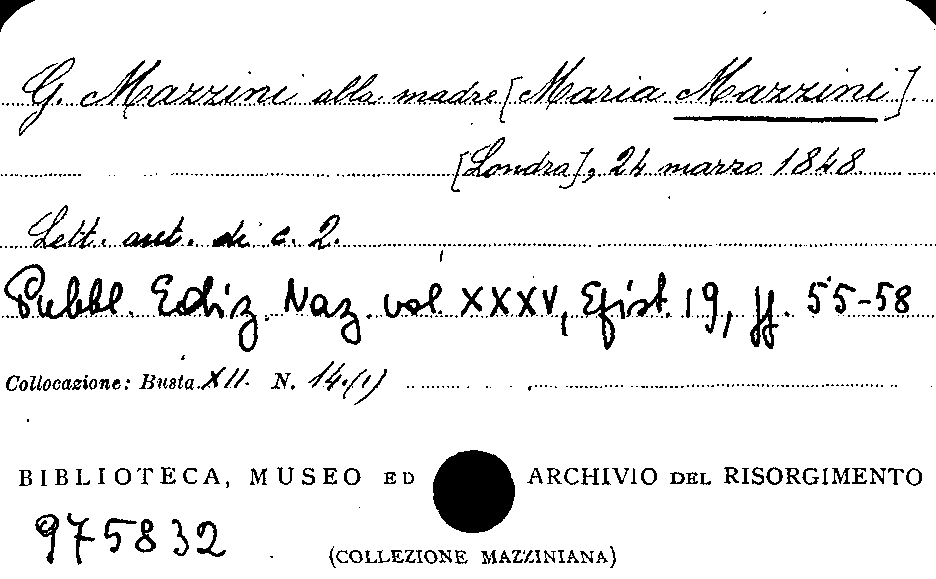 G. Mazzini alla madre [Maria Mazzini].
[Londra], 24 marzo 1848.
Lett. aut. di c. 2.
Pubbl. Ediz. Naz. vol XXXV, Epist. 19, pp. 55-58
Collocazione: Busta XII. N. 14.(1)
BIBLIOTECA, MUSEO ED ARCHIVIO DEL RISORGIMENTO
975832
(COLLEZIONE MAZZINIANA)